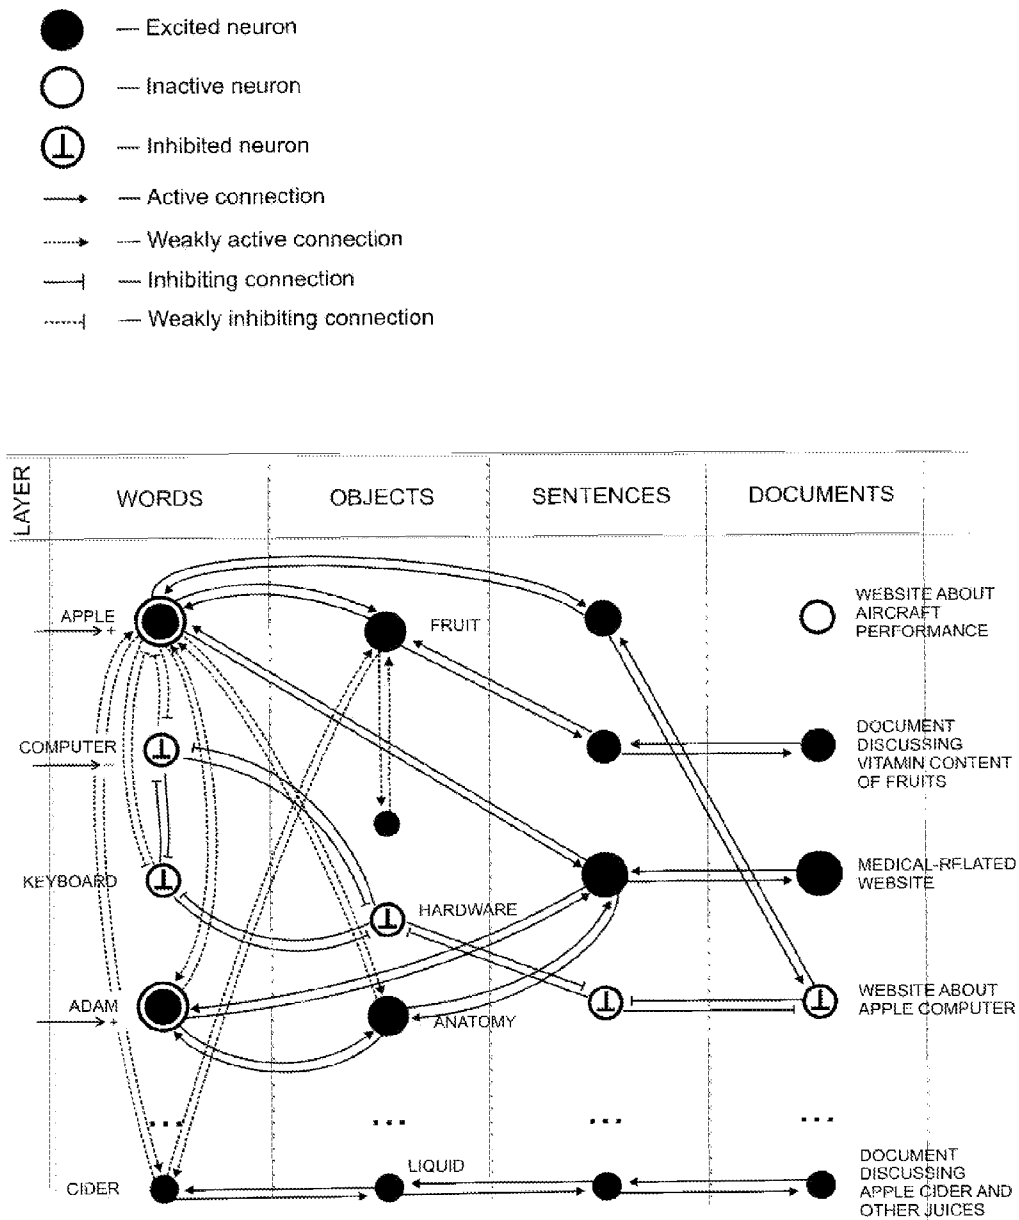 — Excited neuron
— Inactive neuron
— Inhibited neuron
— Active connection
— Weakly active connection
— Inhibiting connection
— Weakly inhibiting connection
LAYER
WORDS
OBJECTS
SENTENCES
DOCUMENTS
APPLE
+
FRUIT
WEBSITE ABOUT
AIRCRAFT
PERFORMANCE
COMPUTER
DOCUMENT
DISCUSSING
VITAMIN CONTENT
OF FRUITS
KEYBOARD
HARDWARE
MEDICAL-RELATED
WEBSITE
ADAM
+
ANATOMY
WEBSITE ABOUT
APPLE COMPUTER
... ... ... ...
CIDER
LIQUID
DOCUMENT
DISCUSSING
APPLE CIDER AND
OTHER JUICES